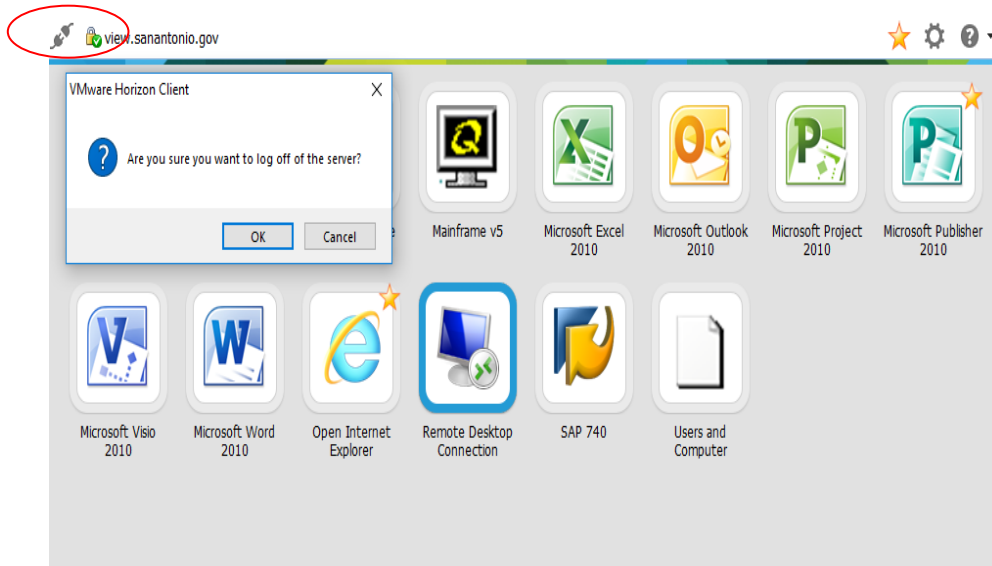 view.sanantonio.gov
VMware Horizon Client
X
? Are you sure you want to log off of the server?
OK Cancel
Mainframe v5
Microsoft Excel
2010
Microsoft Outlook
2010
Microsoft Project
2010
Microsoft Publisher
2010
Microsoft Visio
2010
Microsoft Word
2010
Open Internet
Explorer
Remote Desktop
Connection
SAP 740
Users and
Computer